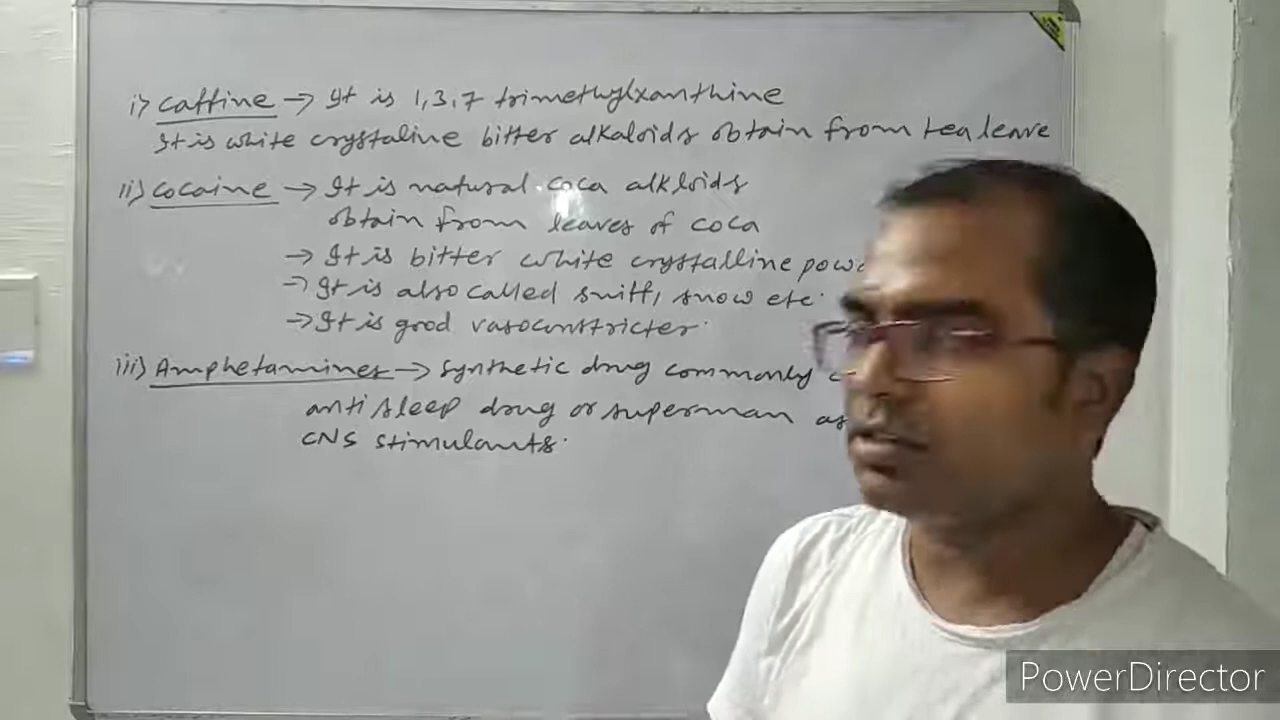 i) Caffine → It is 1,3,7 trimethylxanthine
It is white crystaline bitter alkaloids obtain from tea leave
ii) Cocaine → It is natural coca alkloids
obtain from leaves of coca
→ It is bitter white crystalline
→ It is also called sniff, snow etc.
→ It is good vasoconstricter.
iii) Amphetamines → Synthetic drug commonly
anti sleep drug or superman as
CNS stimulants.
PowerDirector